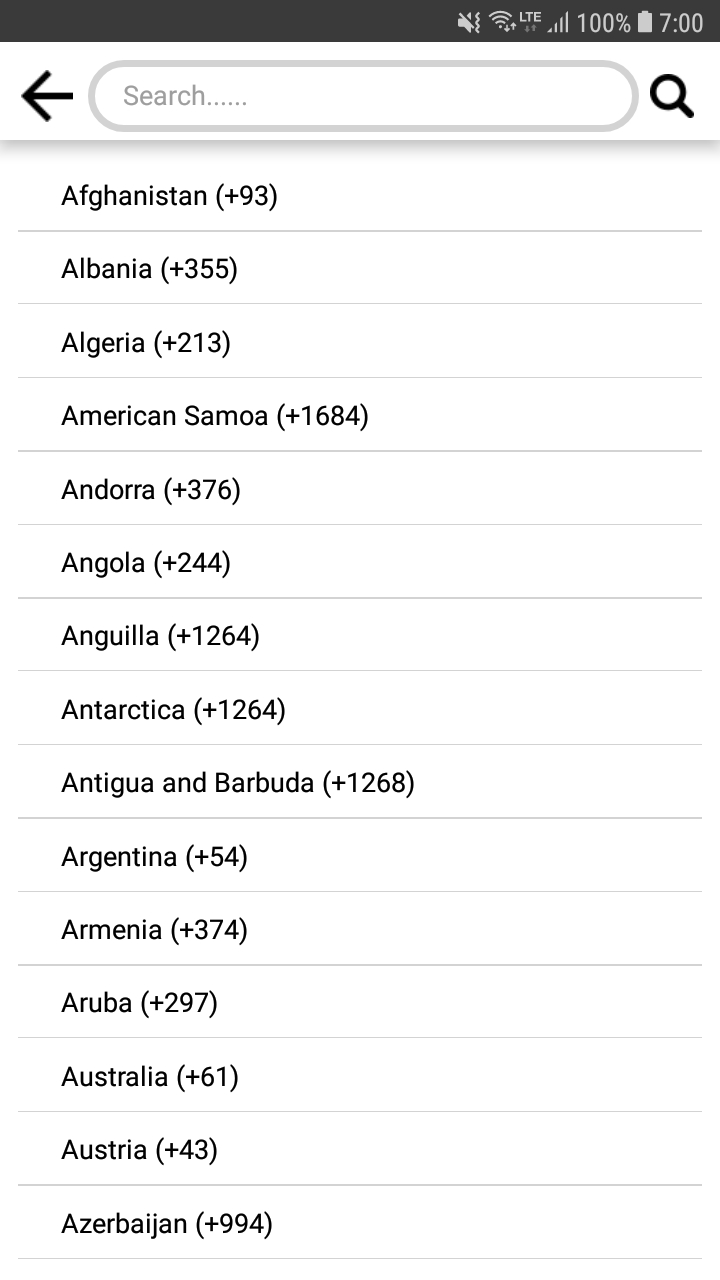 LTE 100% 7:00
Search......
Afghanistan (+93)
Albania (+355)
Algeria (+213)
American Samoa (+1684)
Andorra (+376)
Angola (+244)
Anguilla (+1264)
Antarctica (+1264)
Antigua and Barbuda (+1268)
Argentina (+54)
Armenia (+374)
Aruba (+297)
Australia (+61)
Austria (+43)
Azerbaijan (+994)